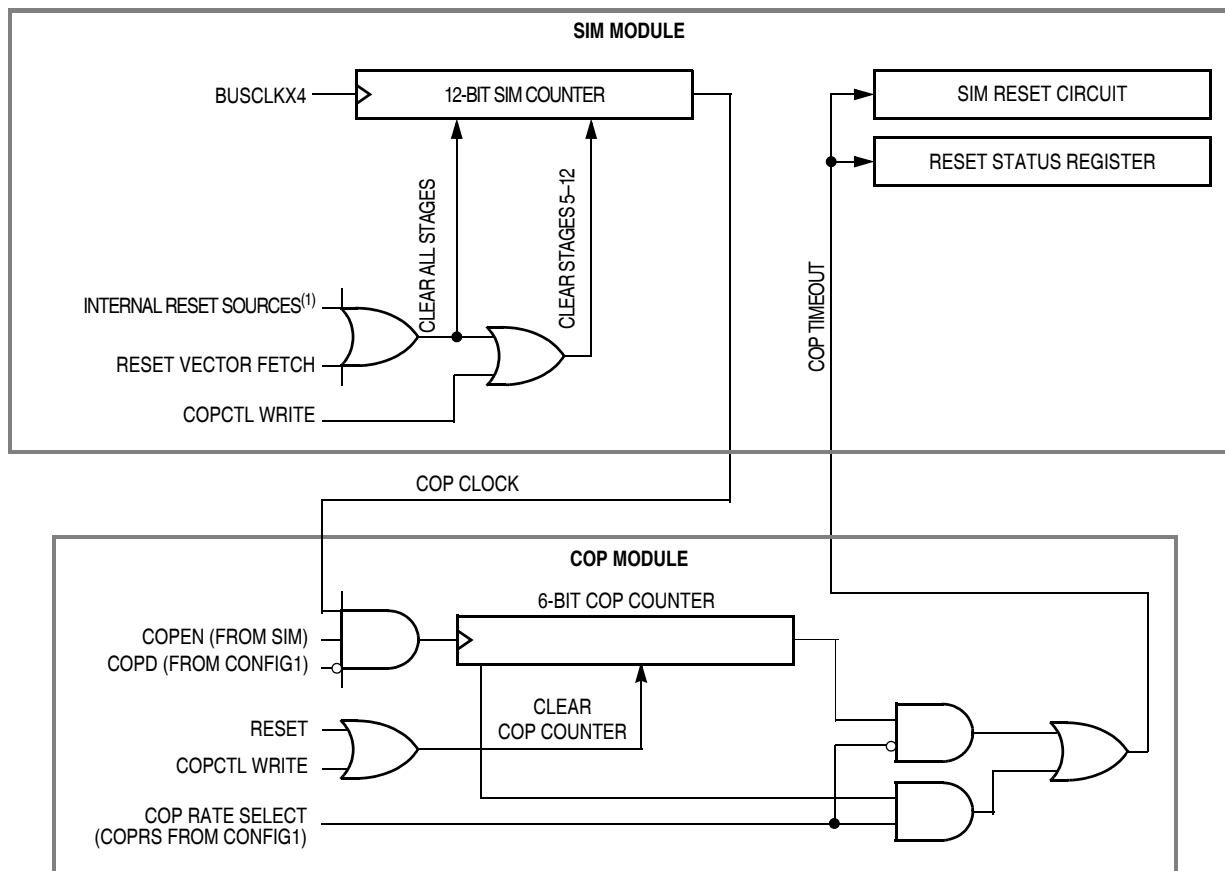 SIM MODULE
BUSCLKX4
12-BIT SIM COUNTER
SIM RESET CIRCUIT
RESET STATUS REGISTER
CLEAR ALL STAGES
CLEAR STAGES 5–12
COP TIMEOUT
INTERNAL RESET SOURCES(1)
RESET VECTOR FETCH
COPCTL WRITE
COP CLOCK
COP MODULE
6-BIT COP COUNTER
COPEN (FROM SIM)
COPD (FROM CONFIG1)
CLEAR
COP COUNTER
RESET
COPCTL WRITE
COP RATE SELECT
(COPRS FROM CONFIG1)